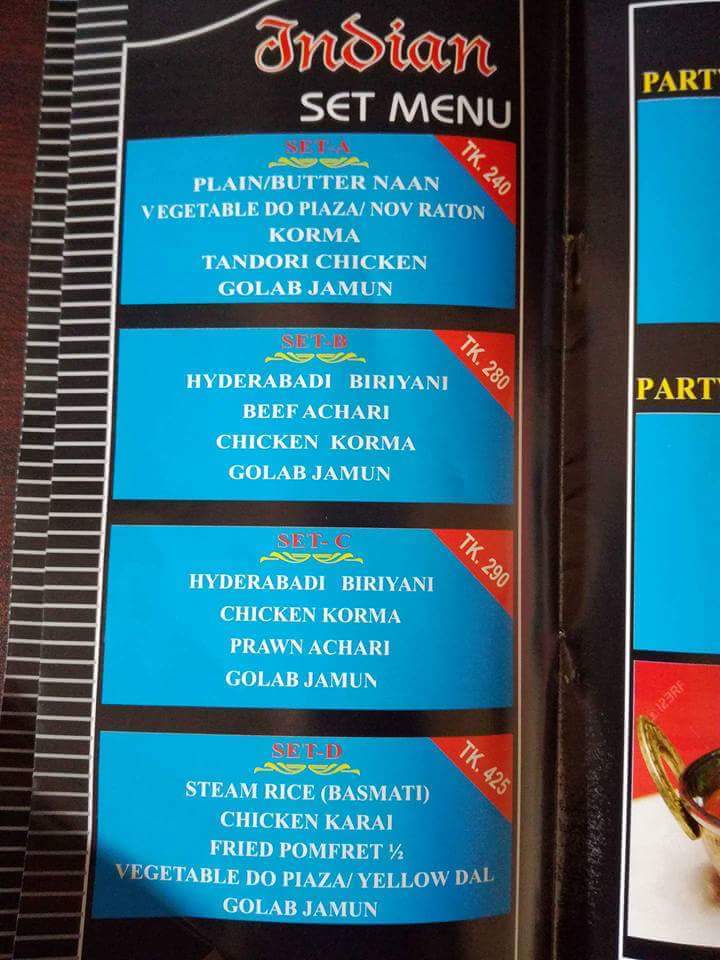 Indian
SET MENU
SET-A
TK. 240
PLAIN/BUTTER NAAN
VEGETABLE DO PIAZA/ NOV RATON
KORMA
TANDORI CHICKEN
GOLAB JAMUN
SET-B
TK. 280
HYDERABADI BIRIYANI
BEEF ACHARI
CHICKEN KORMA
GOLAB JAMUN
SET- C
TK. 290
HYDERABADI BIRIYANI
CHICKEN KORMA
PRAWN ACHARI
GOLAB JAMUN
SET-D
TK. 425
STEAM RICE (BASMATI)
CHICKEN KARAI
FRIED POMFRET ½
VEGETABLE DO PIAZA/ YELLOW DAL
GOLAB JAMUN
PARTY
PARTY
123RF